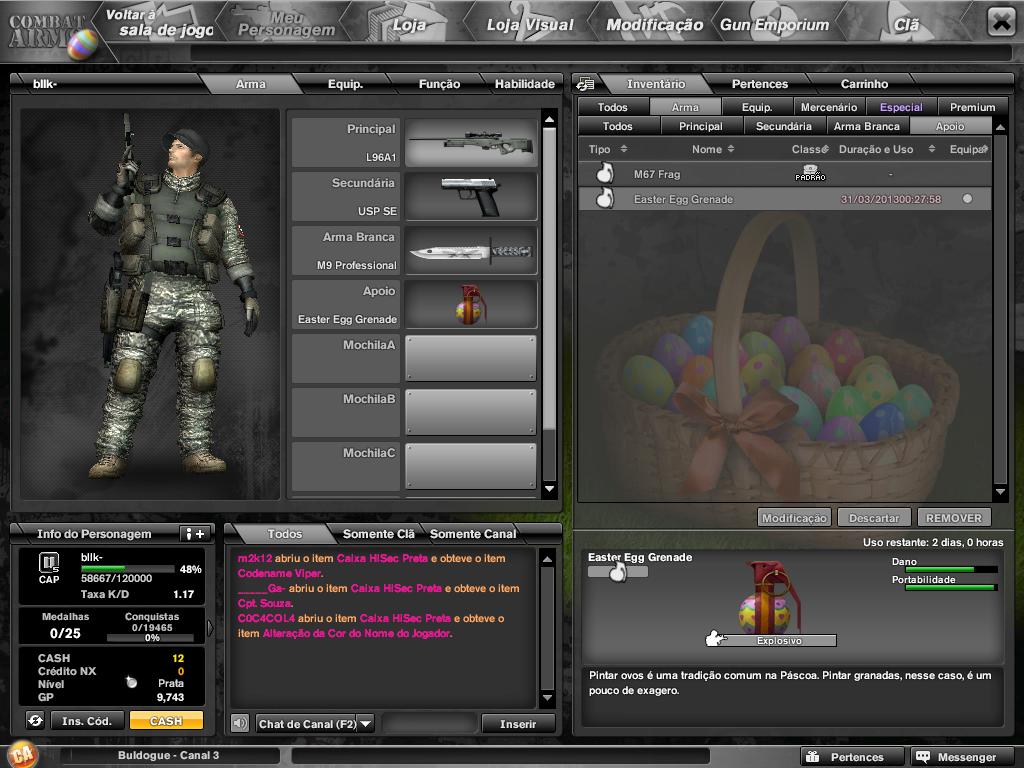 COMBAT ARMS
Voltar à sala de jogo
Meu Personagem
Loja
Loja Visual
Modificação
Gun Emporium
Clã
bllk-
Arma
Equip.
Função
Habilidade
Principal
L96A1
Secundária
USP SE
Arma Branca
M9 Professional
Apoio
Easter Egg Grenade
MochilaA
MochilaB
MochilaC
Inventário
Pertences
Carrinho
Todos
Arma
Equip.
Mercenário
Especial
Premium
Todos
Principal
Secundária
Arma Branca
Apoio
Tipo
Nome
Classe
Duração e Uso
Equipa
M67 Frag
PADRÃO
-
Easter Egg Grenade
31/03/201300:27:58
Modificação
Descartar
REMOVER
Uso restante: 2 dias, 0 horas
Easter Egg Grenade
Dano
Portabilidade
Explosivo
Pintar ovos é uma tradição comum na Páscoa. Pintar granadas, nesse caso, é um
pouco de exagero.
Info do Personagem
i +
CAP
bllk-
48%
58667/120000
Taxa K/D
1.17
Medalhas
0/25
Conquistas
0/19465
0%
CASH
12
Crédito NX
0
Nível
Prata
GP
9,743
Ins. Cód.
CASH
Todos
Somente Clã
Somente Canal
m2k12 abriu o item Caixa HiSec Preta e obteve o item
Codename Viper.
_____Ga- abriu o item Caixa HiSec Preta e obteve o item
Cpt. Souza.
C0C4COL4 abriu o item Caixa HiSec Preta e obteve o
item Alteração da Cor do Nome do Jogador.
Chat de Canal (F2)
Inserir
CA
Buldogue - Canal 3
Pertences
Messenger